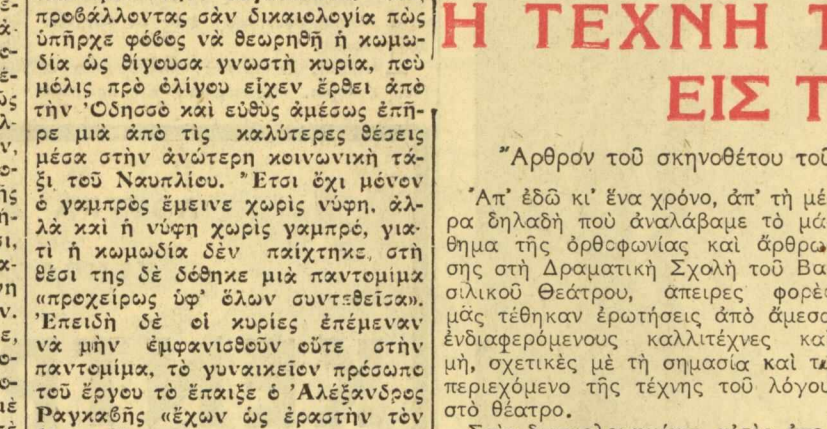 προβάλλοντας σὰν δικαιολογία πὼς
ὑπῆρχε φόβος νὰ θεωρηθῇ ἡ κωμω-
δία ὡς θίγουσα γνωστὴ κυρία, ποὺ
μόλις πρὸ ὀλίγου εἶχεν ἔρθει ἀπὸ
τὴν Ὀδησσὸ καὶ εὐθὺς ἀμέσως ἐπῆ-
ρε μιὰ ἀπὸ τὶς καλύτερες θέσεις
μέσα στὴν ἀνώτερη κοινωνικὴ τά-
ξι τοῦ Ναυπλίου. Ἔτσι ὄχι μόνον
ὁ γαμπρὸς ἔμεινε χωρὶς νύφη, ἀλ-
λὰ καὶ ἡ νύφη χωρὶς γαμπρό, για-
τὶ ἡ κωμωδία δὲν παίχτηκε, στὴ
θέσι της δὲ δόθηκε μιὰ παντομίμα
«προχείρως ὑφ' ὅλων συντεθεῖσα».
Ἐπειδὴ δὲ οἱ κυρίες ἐπέμεναν
νὰ μὴν ἐμφανισθοῦν οὔτε στὴν
παντομίμα, τὸ γυναικεῖον πρόσωπο
τοῦ ἔργου τὸ ἔπαιξε ὁ Ἀλέξανδρος
Ραγκαβῆς «ἔχων ὡς ἐραστὴν τὸν
Η ΤΕΧΝΗ
ΕΙΣ
Ἄρθρον τοῦ σκηνοθέτου τοῦ
Ἀπ' ἐδῶ κι' ἕνα χρόνο, ἀπ' τὴ μέ
ρα δηλαδὴ ποὺ ἀναλάβαμε τὸ μά
θημα τῆς ὀρθοφωνίας καὶ ἄρθρω
σης στὴ Δραματικὴ Σχολὴ τοῦ Βα
σιλικοῦ Θεάτρου, ἄπειρες φορὲ
μᾶς τέθηκαν ἐρωτήσεις ἀπὸ ἄμεσα
ἐνδιαφερόμενους καλλιτέχνες κα
μὴ, σχετικὲς μὲ τὴ σημασία καὶ τ
περιεχόμενο τῆς τέχνης τοῦ λόγου
στὸ θέατρο.